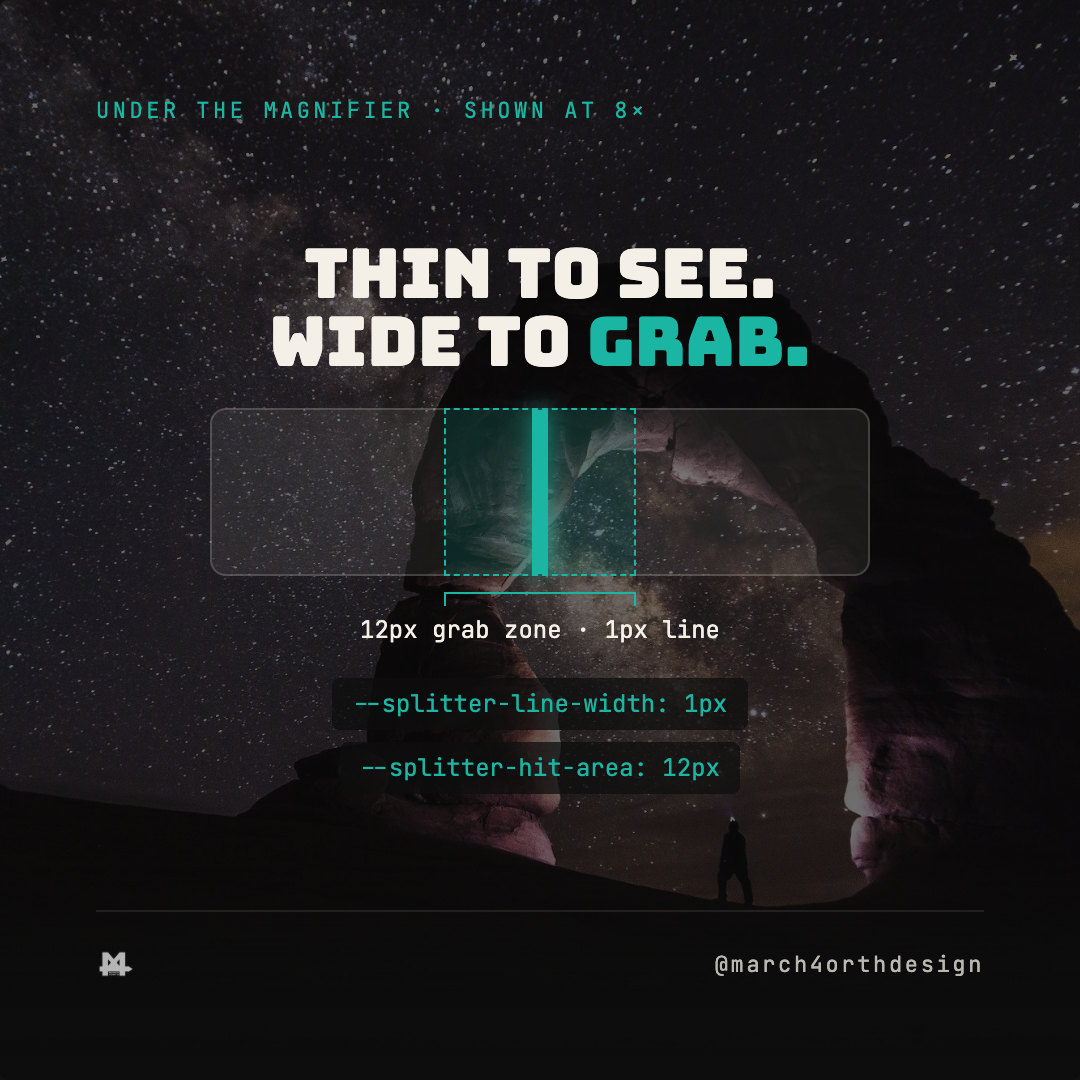 UNDER THE MAGNIFIER · SHOWN AT 8×
THIN TO SEE.
WIDE TO GRAB.
12px grab zone · 1px line
--splitter-line-width: 1px
--splitter-hit-area: 12px
@march4orthdesign